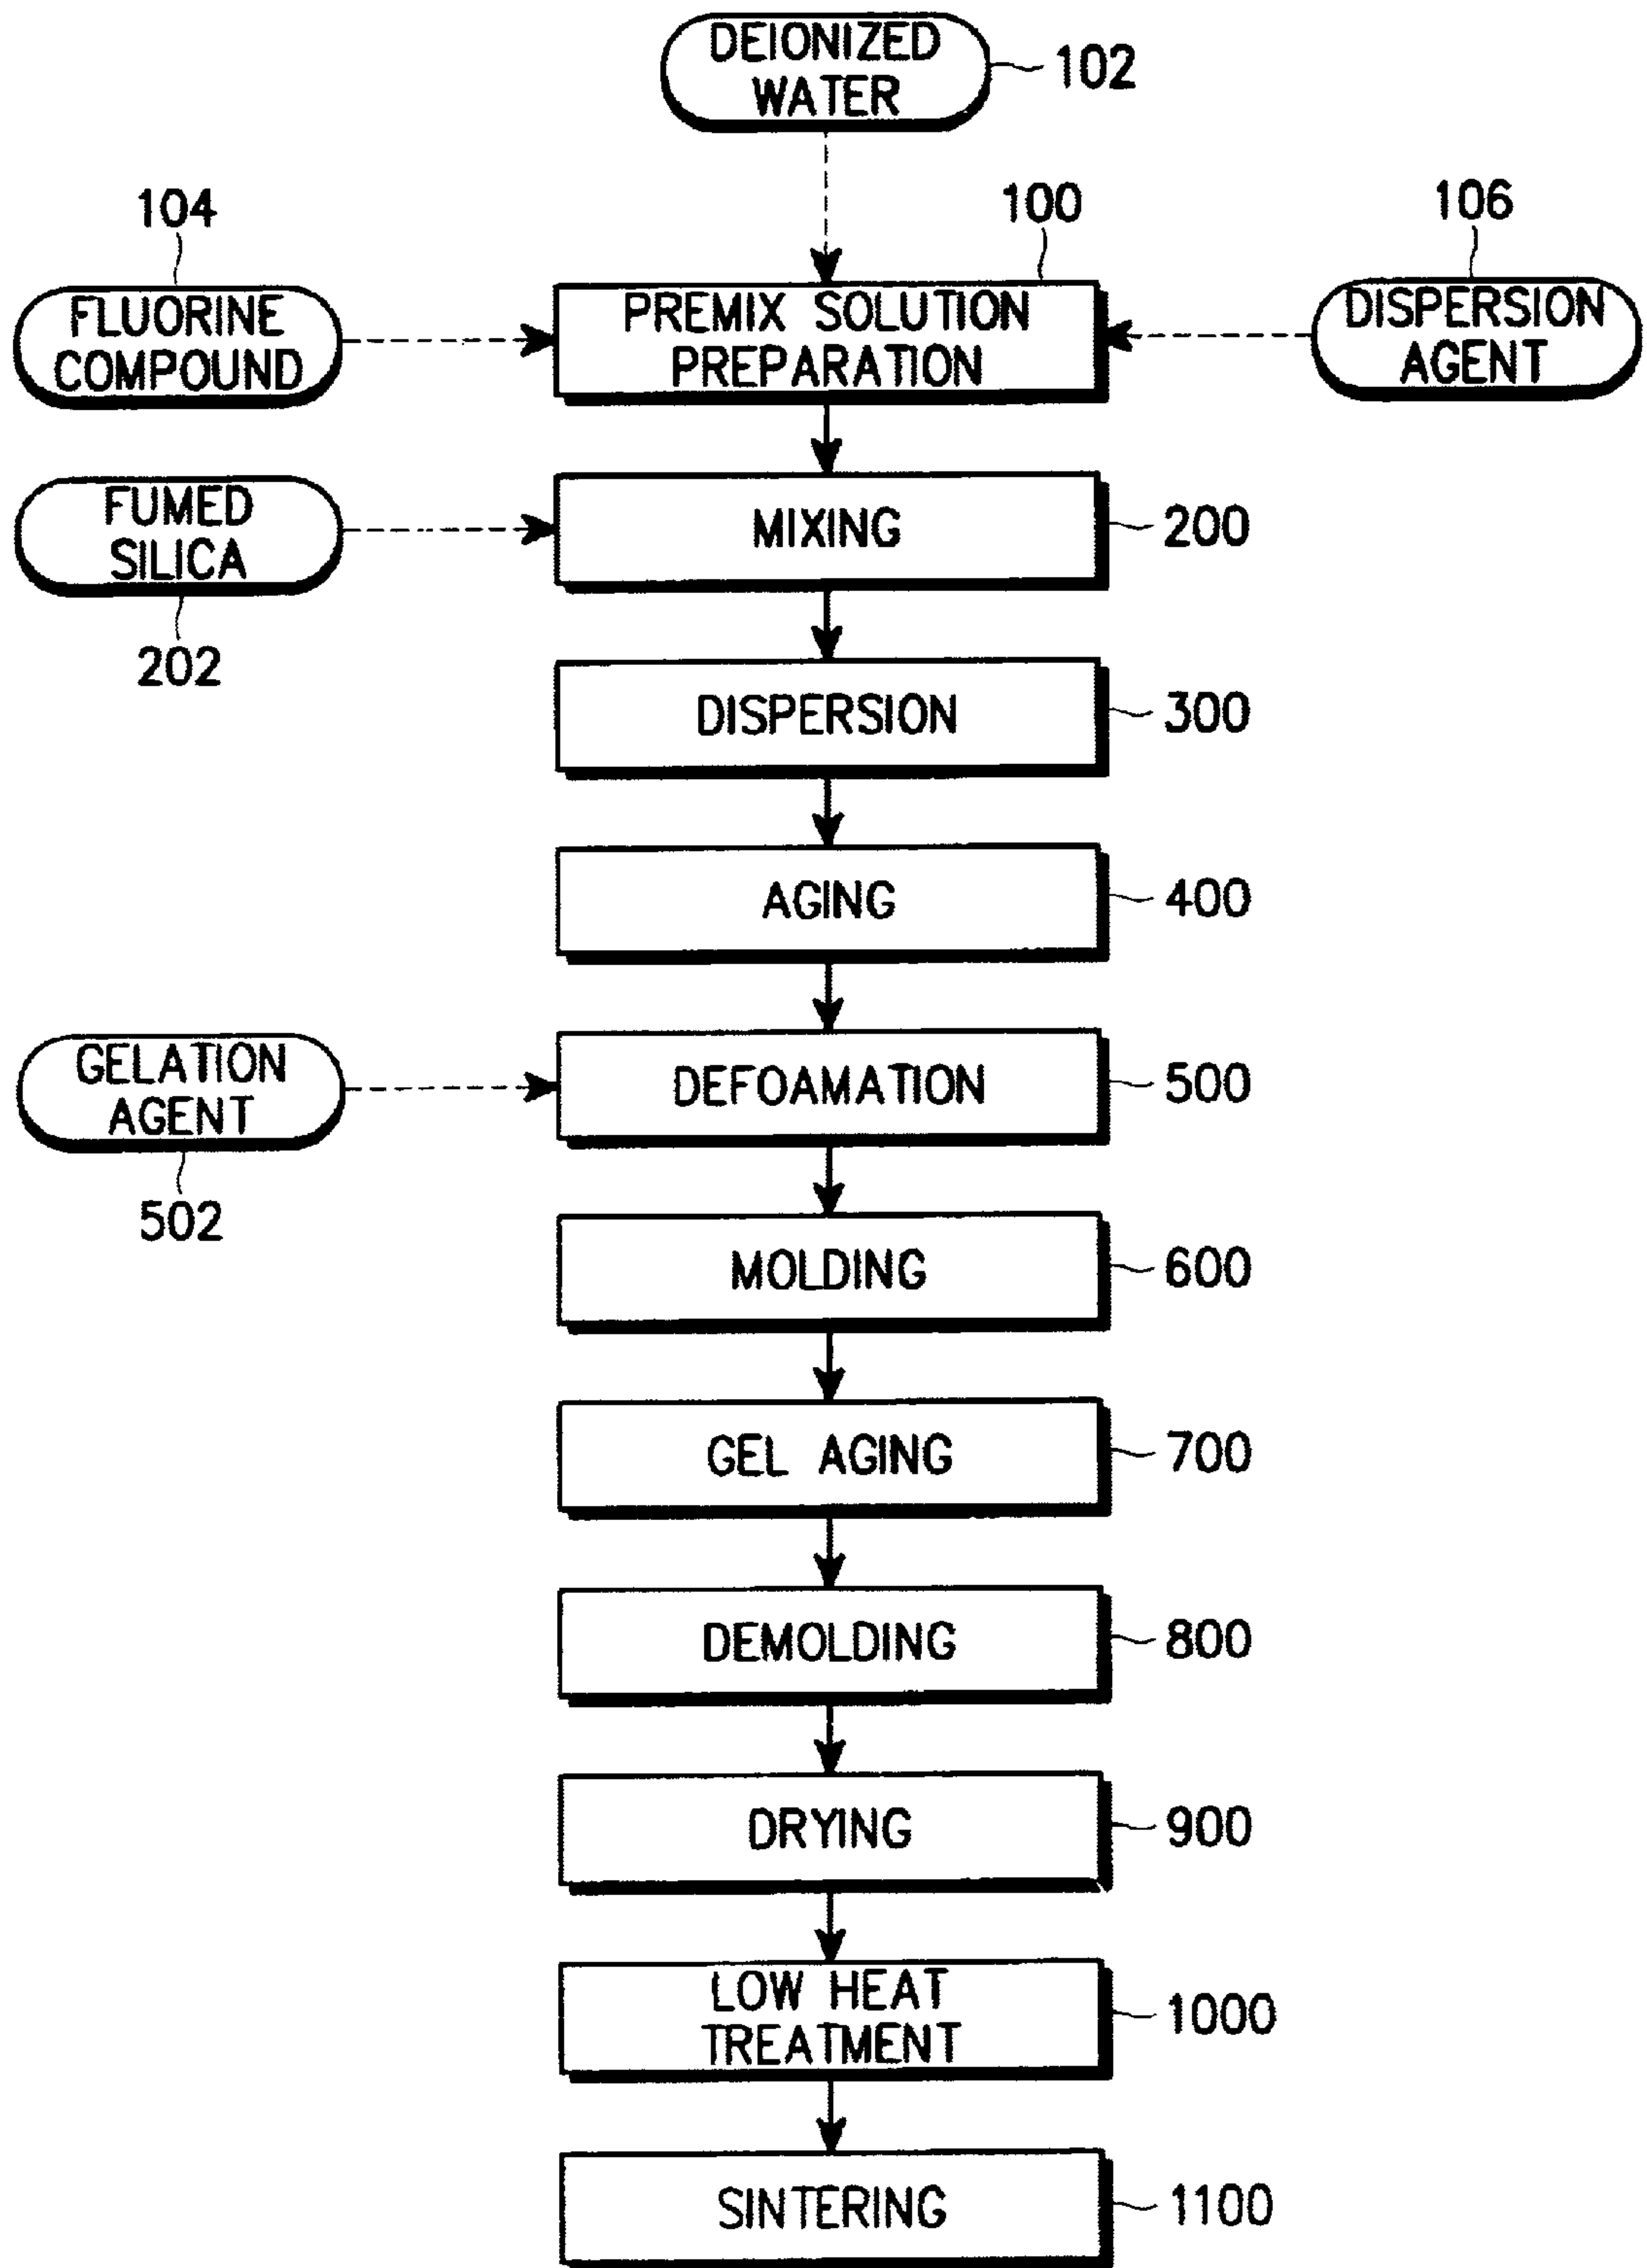 DEIONIZED
WATER
102
104
100
106
FLUORINE
COMPOUND
PREMIX SOLUTION
PREPARATION
DISPERSION
AGENT
FUMED
SILICA
MIXING
200
202
DISPERSION
300
AGING
400
GELATION
AGENT
DEFOAMATION
500
502
MOLDING
600
GEL AGING
700
DEMOLDING
800
DRYING
900
LOW HEAT
TREATMENT
1000
SINTERING
1100